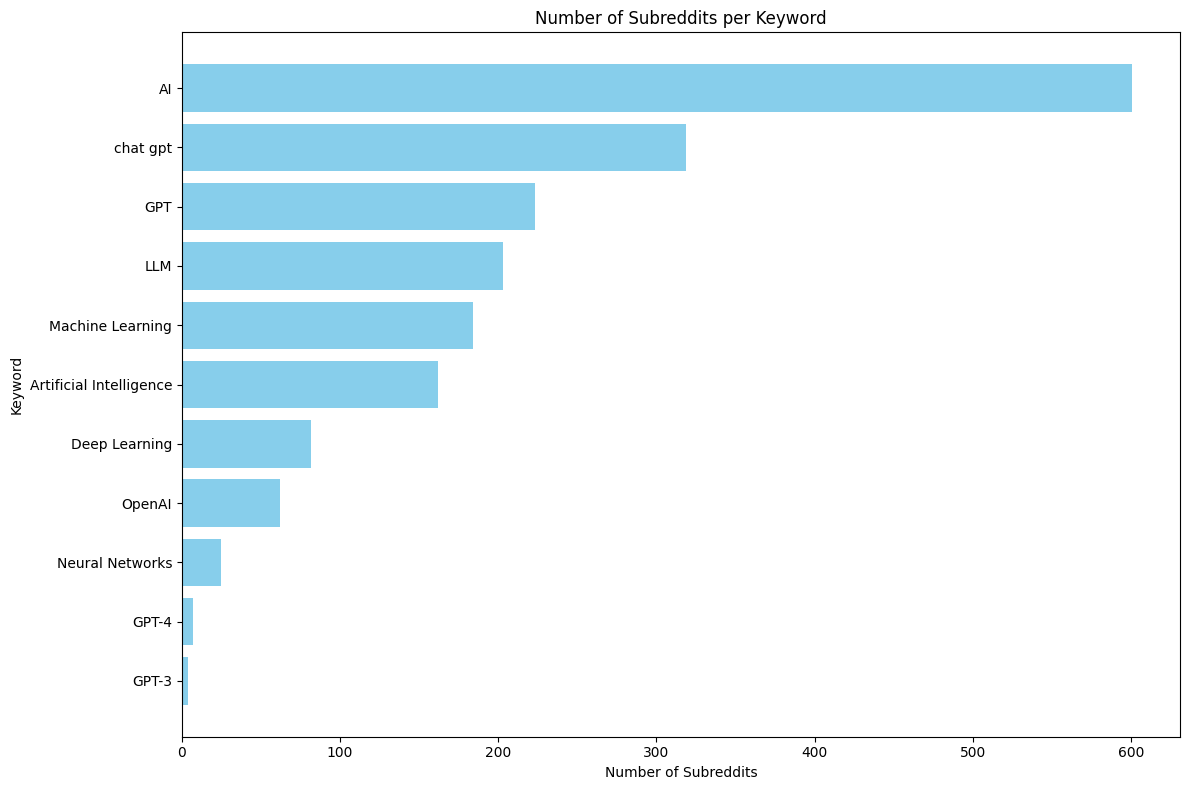 Number of Subreddits per Keyword
AI
chat gpt
GPT
LLM
Machine Learning
Artificial Intelligence
Deep Learning
OpenAI
Neural Networks
GPT-4
GPT-3
Keyword
0 100 200 300 400 500 600
Number of Subreddits